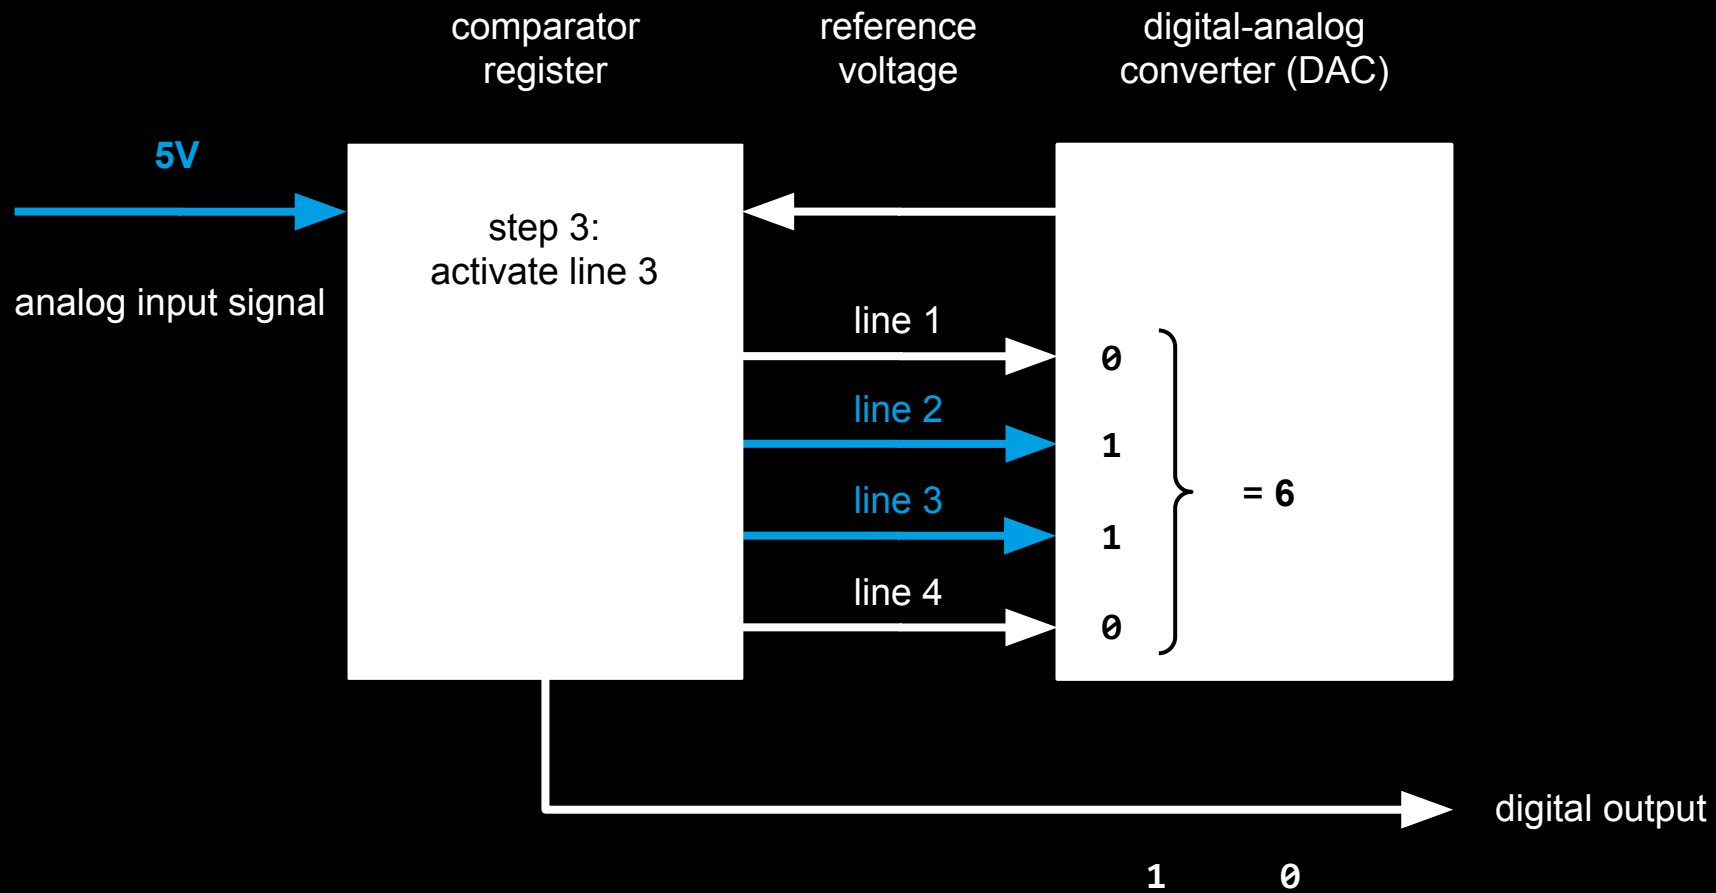 comparator
register
reference
voltage
digital-analog
converter (DAC)
5V
analog input signal
step 3:
activate line 3
line 1
line 2
line 3
line 4
0
1
1
0
= 6
digital output
1 0